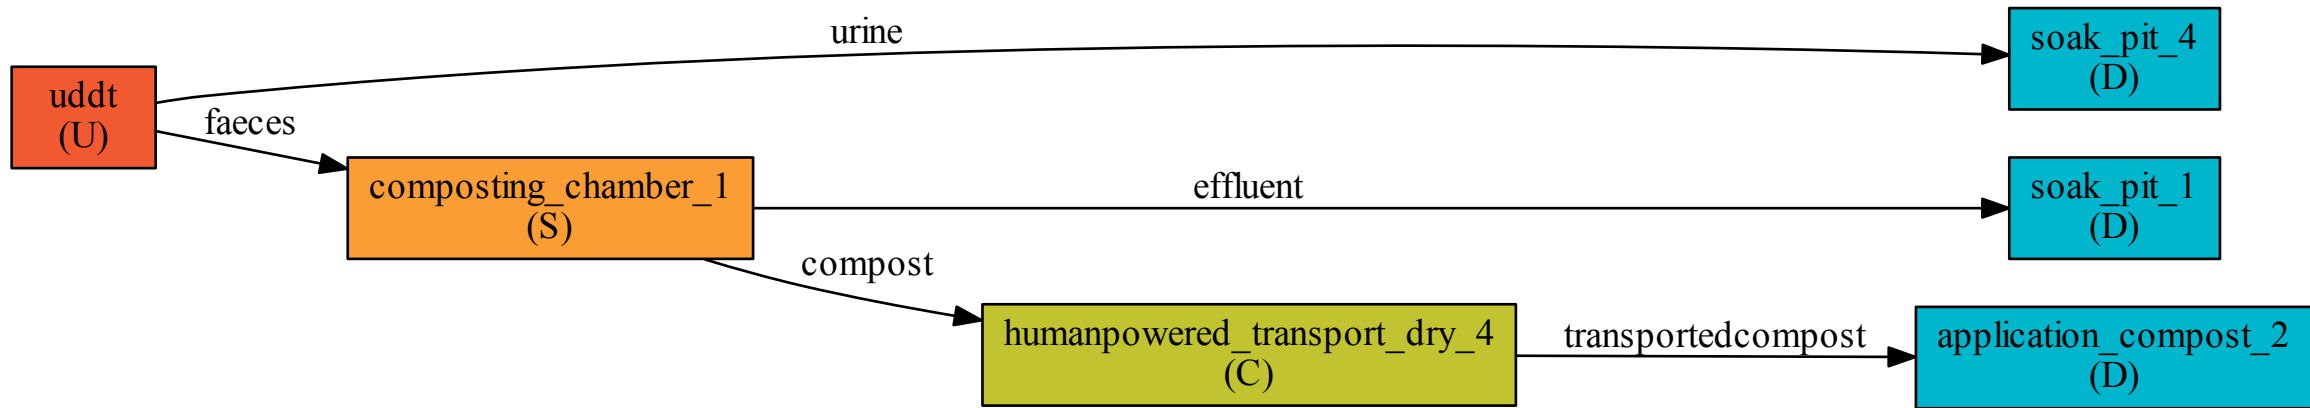 urine
soak_pit_4
(D)
uddt
(U)
faeces
composting_chamber_1
(S)
effluent
soak_pit_1
(D)
compost
humanpowered_transport_dry_4
(C)
transportedcompost
application_compost_2
(D)